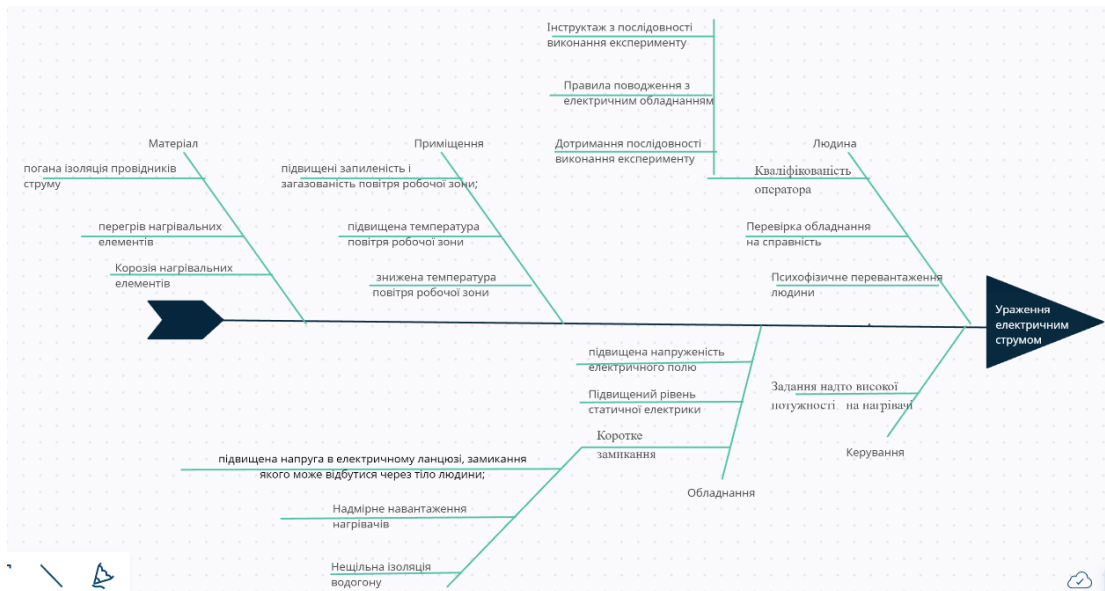 Інструктаж з послідовності
виконання експерименту
Правила поводження з
електричним обладнанням
Дотримання послідовності
виконання експерименту
Матеріал
погана ізоляція провідників
струму
перегрів нагрівальних
елементів
Корозія нагрівальних
елементів
Приміщення
підвищені запиленість і
загазованість повітря робочої зони;
підвищена температура
повітря робочої зони
знижена температура
повітря робочої зони
Людина
Кваліфікованість
оператора
Перевірка обладнання
на справність
Психофізичне перевантаження
людини
Ураження
електричним
струмом
підвищена напруженість
електричного полю
Підвищений рівень
статичної електрики
Коротке
замикання
Обладнання
підвищена напруга в електричному ланцюзі, замикання
якого може відбутися через тіло людини;
Надмірне навантаження
нагрівачів
Нещільна ізоляція
водогону
Задання надто високої
потужності на нагрівачі
Керування